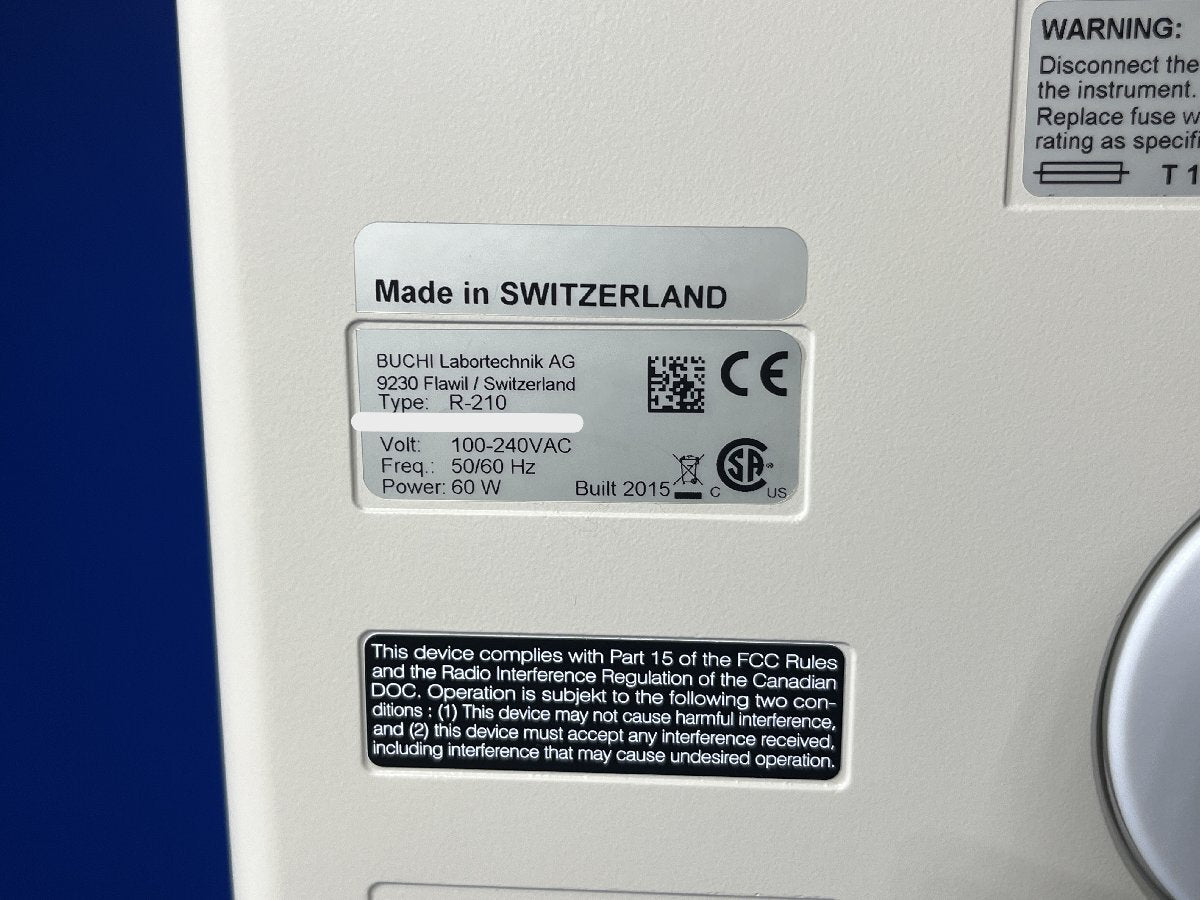 WARNING:
Disconnect the
the instrument.
Replace fuse w
rating as specifi
T 1
Made in SWITZERLAND
BUCHI Labortechnik AG
9230 Flawil / Switzerland
Type: R-210
CE
Volt: 100-240VAC
Freq.: 50/60 Hz
Power: 60 W
Built 2015
C SA® US
This device complies with Part 15 of the FCC Rules
and the Radio Interference Regulation of the Canadian
DOC. Operation is subjekt to the following two con-
ditions : (1) This device may not cause harmful interference,
and (2) this device must accept any interference received,
including interference that may cause undesired operation.